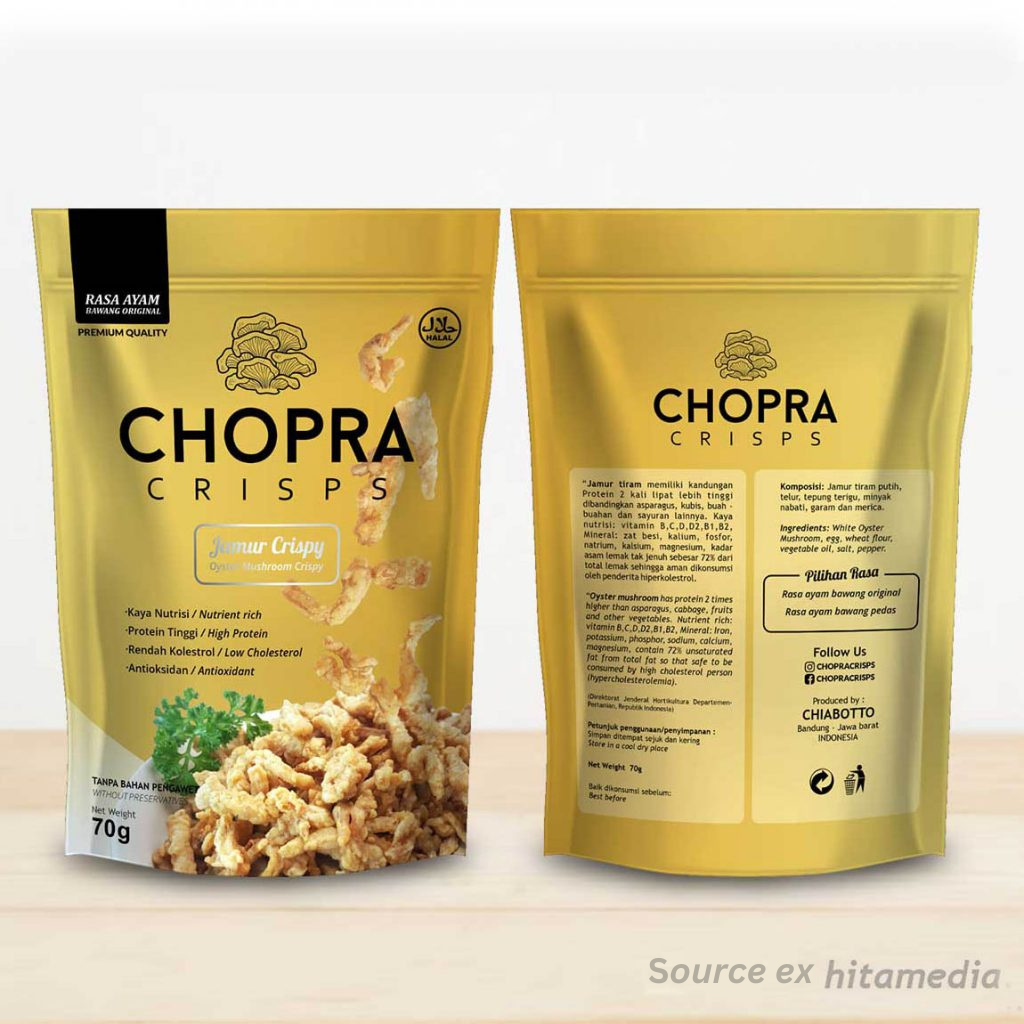 RASA AYAM
BAWANG ORIGINAL
PREMIUM QUALITY
حلال
HALAL
CHOPRA
CRISPS
Jamur Crispy
Oyster Mushroom Crispy
·Kaya Nutrisi / Nutrient rich
·Protein Tinggi / High Protein
·Rendah Kolestrol / Low Cholesterol
·Antioksidan / Antioxidant
TANPA BAHAN PENGAWET
WITHOUT PRESERVATIVES
Net Weight
70g
CHOPRA
CRISPS
"Jamur tiram memiliki kandungan
Protein 2 kali lipat lebih tinggi
dibandingkan asparagus, kubis, buah -
buahan dan sayuran lainnya. Kaya
nutrisi: vitamin B,C,D,D2,B1,B2,
Mineral: zat besi, kalium, fosfor,
natrium, kalsium, magnesium, kadar
asam lemak tak jenuh sebesar 72% dari
total lemak sehingga aman dikonsumsi
oleh penderita hiperkolestrol.
"Oyster mushroom has protein 2 times
higher than asparagus, cabbage, fruits
and other vegetables. Nutrient rich:
vitamin B,C,D,D2,B1,B2, Mineral: Iron,
potassium, phosphor, sodium, calcium,
magnesium, contain 72% unsaturated
fat from total fat so that safe to be
consumed by high cholesterol person
(hypercholesterolemia).
(Direktorat Jenderal Hortikultura Departemen-
Pertanian, Republik Indonesia)
Petunjuk penggunaan/penyimpanan :
Simpan ditempat sejuk dan kering
Store in a cool dry place
Net Weight 70g
Baik dikonsumsi sebelum:
Best before
Komposisi: Jamur tiram putih,
telur, tepung terigu, minyak
nabati, garam dan merica.
Ingredients: White Oyster
Mushroom, egg, wheat flour,
vegetable oil, salt, pepper.
Pilihan Rasa
Rasa ayam bawang original
Rasa ayam bawang pedas
Follow Us
CHOPRACRISPS
CHOPRACRISPS
Produced by :
CHIABOTTO
Bandung - Jawa barat
INDONESIA
Source ex hitamedia